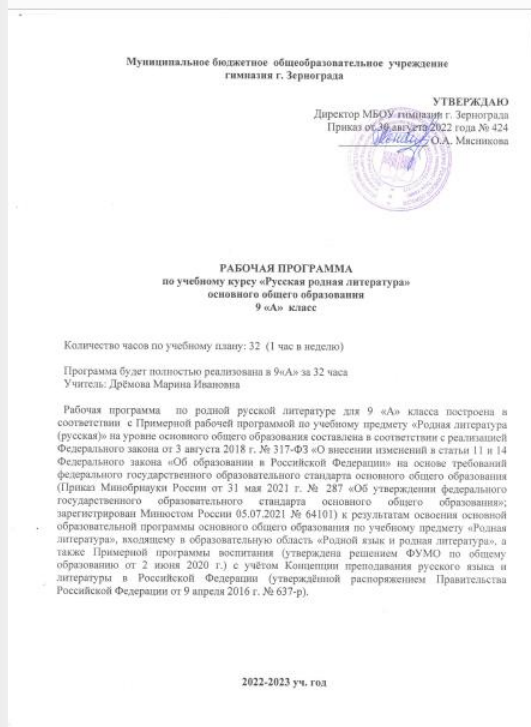 Муниципальное бюджетное общеобразовательное учреждение
гимназия г. Зернограда
УТВЕРЖДАЮ
Директор МБОУ гимназии г. Зернограда
Приказ от 30 августа 2022 года № 424
О.А. Мясникова
РАБОЧАЯ ПРОГРАММА
по учебному курсу «Русская родная литература»
основного общего образования
9 «А» класс
Количество часов по учебному плану: 32 (1 час в неделю)
Программа будет полностью реализована в 9«А» за 32 часа
Учитель: Дрёмова Марина Ивановна
Рабочая программа по родной русской литературе для 9 «А» класса построена в
соответствии с Примерной рабочей программой по учебному предмету «Родная литература
(русская)» на уровне основного общего образования составлена в соответствии с реализацией
Федерального закона от 3 августа 2018 г. № 317-ФЗ «О внесении изменений в статьи 11 и 14
Федерального закона «Об образовании в Российской Федерации» на основе требований
федерального государственного образовательного стандарта основного общего образования
(Приказ Минобрнауки России от 31 мая 2021 г. № 287 «Об утверждении федерального
государственного образовательного стандарта основного общего образования»;
зарегистрирован Минюстом России 05.07.2021 № 64101) к результатам освоения основной
образовательной программы основного общего образования по учебному предмету «Родная
литература», входящему в образовательную область «Родной язык и родная литература», а
также Примерной программы воспитания (утверждена решением ФУМО по общему
образованию от 2 июня 2020 г.) с учётом Концепции преподавания русского языка и
литературы в Российской Федерации (утверждённой распоряжением Правительства
Российской Федерации от 9 апреля 2016 г. № 637-р).
2022-2023 уч. год